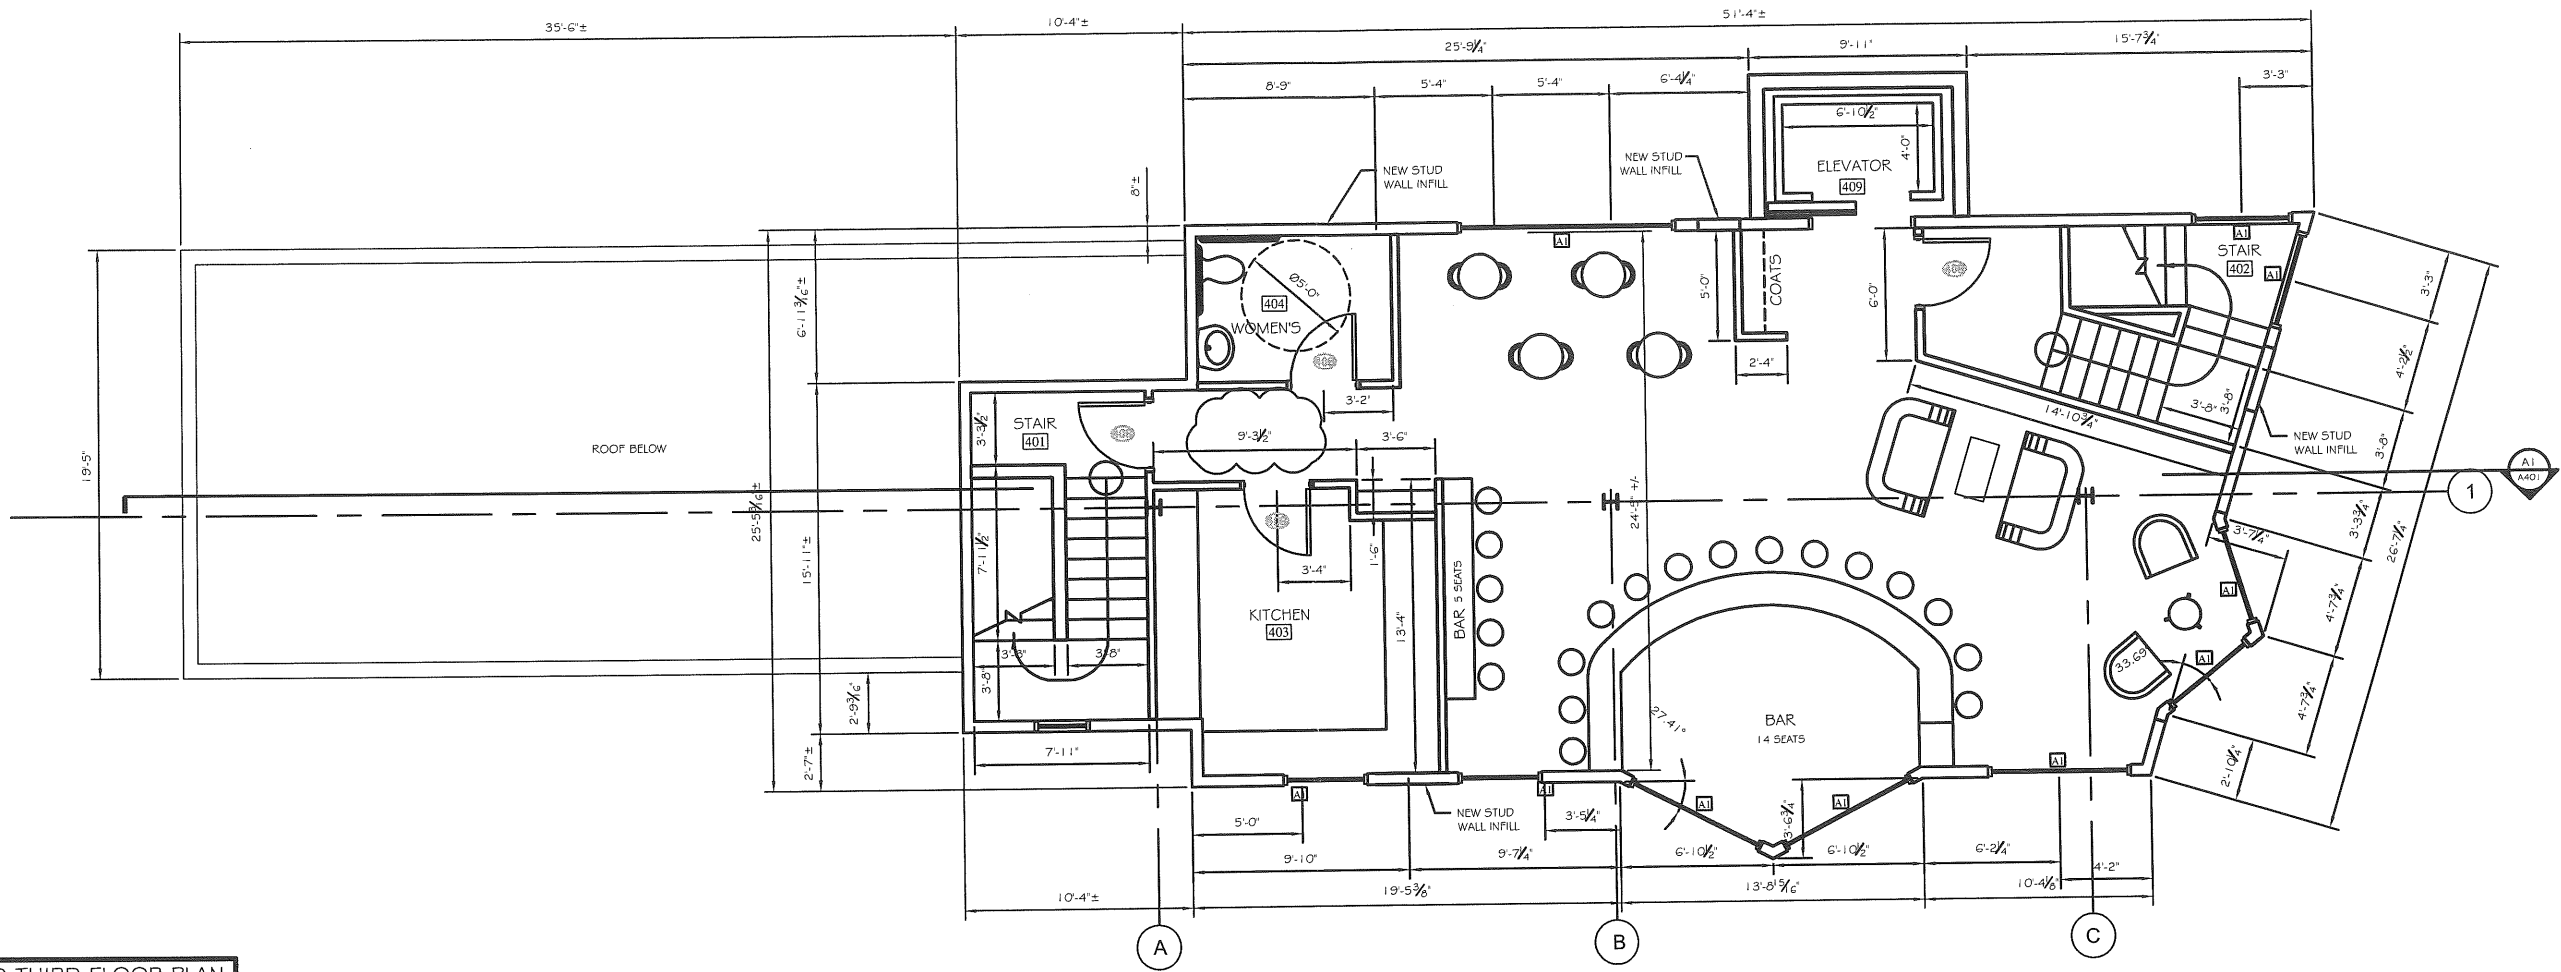 35'-6"±
10'-4"±
51'-4"±
25'-9¼"
9'-11"
15'-7¾"
8'-9"
5'-4"
5'-4"
6'-4¼"
3'-3"
6'-10½"
4'-0"
ELEVATOR
409
NEW STUD
WALL INFILL
NEW STUD
WALL INFILL
8"±
A1
A1
STAIR
402
A1
COATS
5'-0"
6'-0"
2'-4"
Ø5'-0"
404
WOMEN'S
6'-11 3/16"±
3'-3"
4'-2½"
3'-8"
3'-8"
3'-8"
14'-10¾"
NEW STUD
WALL INFILL
A1
A401
1
19'-5"
ROOF BELOW
25'-5 5/16"±
15'-11"±
STAIR
401
3'-3½"
9'-3½"
3'-2'
3'-6"
7'-11½"
3'-4"
1'-6"
24'-5" +/-
3'-3¾"
3'-7¼"
26'-7¼"
KITCHEN
403
13'-4"
BAR 5 SEATS
A1
4'-7¾"
3'-8"
3'-8"
33.69
A1
4'-7¾"
2'-9 3/16"
27.41°
BAR
14 SEATS
2'-7"±
7'-11"
2'-10¼"
A1
A1
A1
A1
A1
5'-0"
NEW STUD
WALL INFILL
3'-5¼"
3'-6¾"
9'-10"
9'-7¼"
6'-10½"
6'-10½"
6'-2¼"
4'-2"
10'-4"±
19'-5⅜"
13'-8 15/16"
10'-4⅛"
A
B
C
THIRD FLOOR PLAN